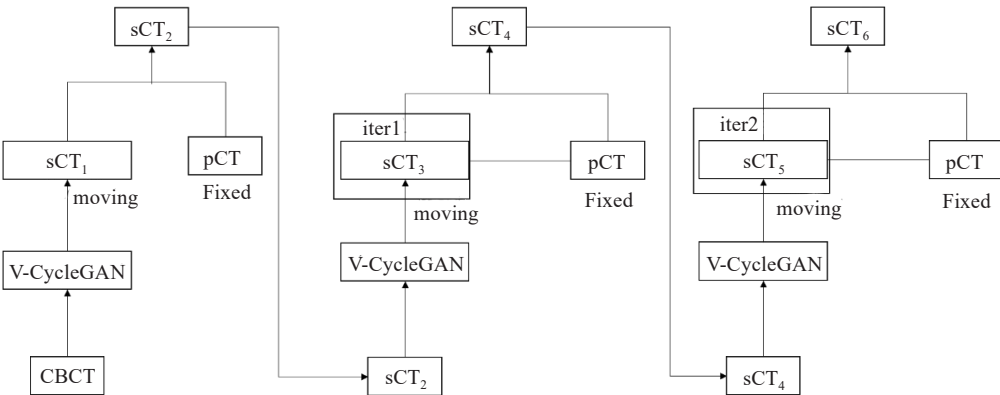 sCT₂
sCT₁
pCT
Fixed
moving
V-CycleGAN
CBCT
sCT₄
iter1
sCT₃
pCT
Fixed
moving
V-CycleGAN
sCT₂
sCT₆
iter2
sCT₅
pCT
Fixed
moving
V-CycleGAN
sCT₄